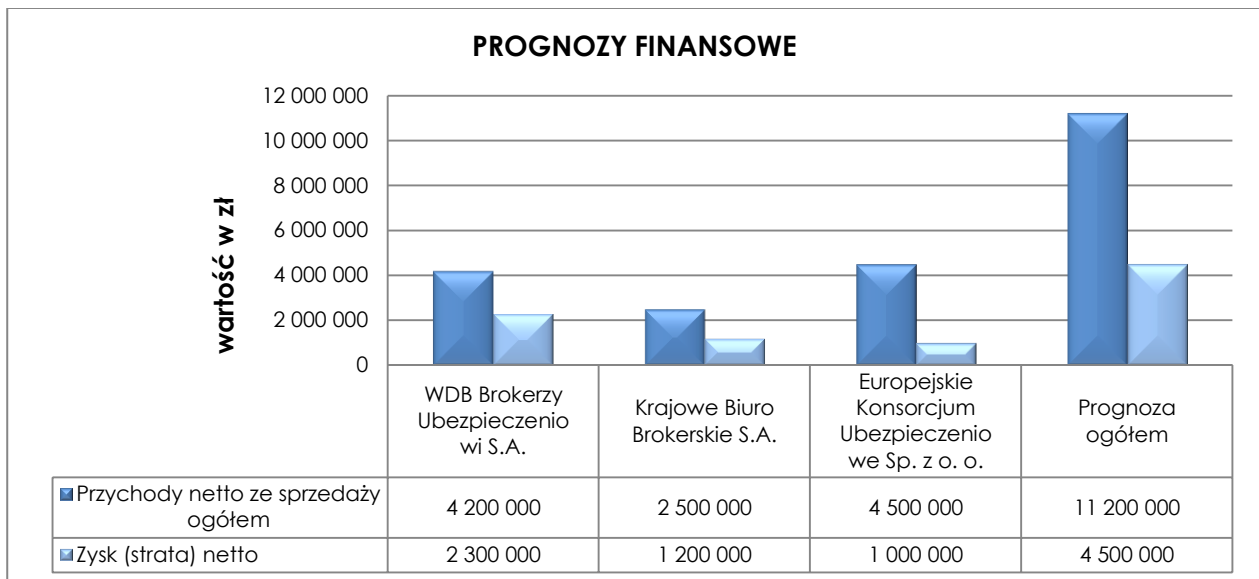 PROGNOZY FINANSOWE
wartość w zł
12 000 000
10 000 000
8 000 000
6 000 000
4 000 000
2 000 000
0
WDB Brokerzy
Ubezpieczenio
wi S.A.
Krajowe Biuro
Brokerskie S.A.
Europejskie
Konsorcjum
Ubezpieczenio
we Sp. z o. o.
Prognoza
ogółem
Przychody netto ze sprzedaży
ogółem
4 200 000
2 500 000
4 500 000
11 200 000
Zysk (strata) netto
2 300 000
1 200 000
1 000 000
4 500 000